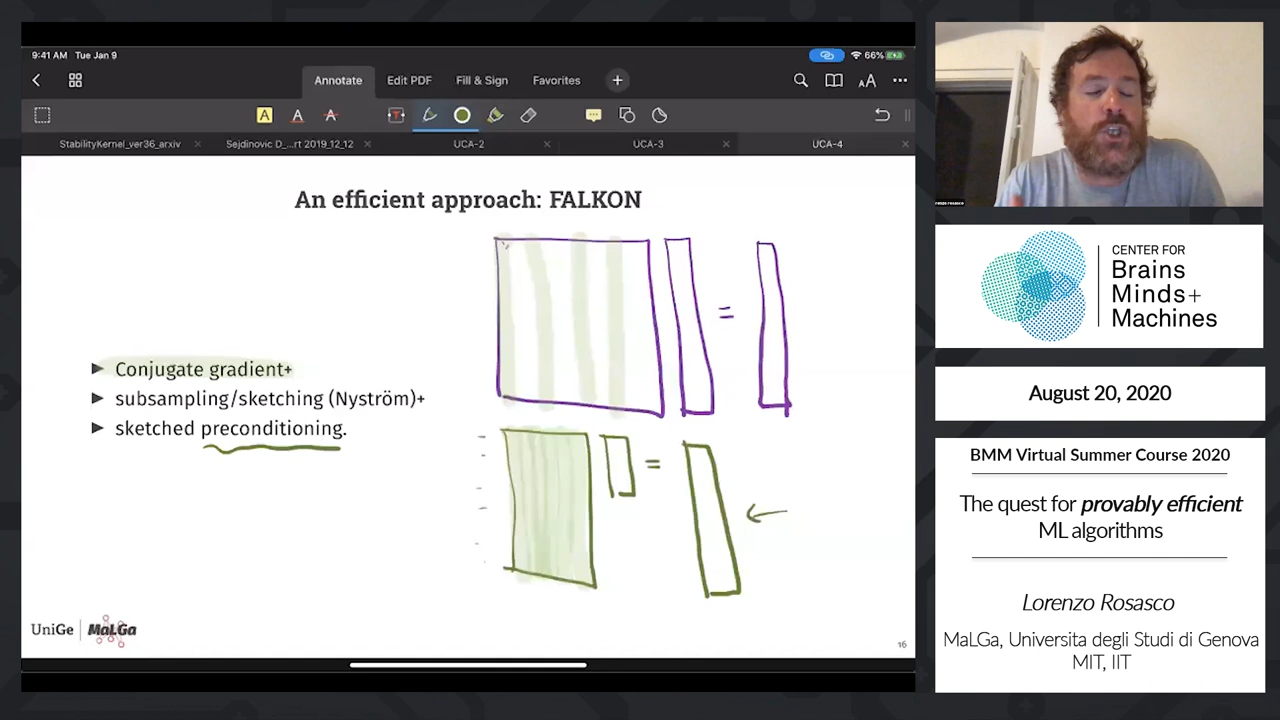 9:41 AM Tue Jan 9
66%
Annotate
Edit PDF
Fill & Sign
Favorites
AA
A
A
A
T
StabilityKernel_ver36_arxiv
Sejdinovic D_...rt 2019_12_12
UCA-2
UCA-3
UCA-4
An efficient approach: FALKON
=
Conjugate gradient+
subsampling/sketching (Nyström)+
sketched preconditioning.
=
UniGe
MaLGa
16
CENTER FOR
Brains
Minds+
Machines
August 20, 2020
BMM Virtual Summer Course 2020
The quest for provably efficient
ML algorithms
Lorenzo Rosasco
MaLGa, Universita degli Studi di Genova
MIT, IIT